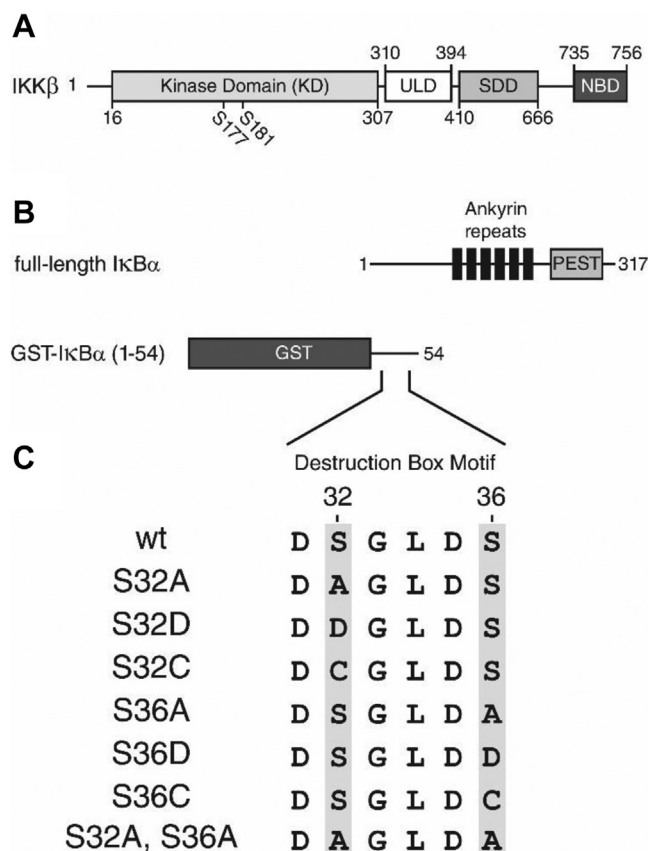 A
310 394 735 756
IKKβ 1 Kinase Domain (KD) ULD SDD NBD
16 S177 S181 307 410 666
B
Ankyrin
repeats
full-length IκBα 1 PEST 317
GST-IκBα (1-54) GST 54
C
Destruction Box Motif
32 36
wt D S G L D S
S32A D A G L D S
S32D D D G L D S
S32C D C G L D S
S36A D S G L D A
S36D D S G L D D
S36C D S G L D C
S32A, S36A D A G L D A